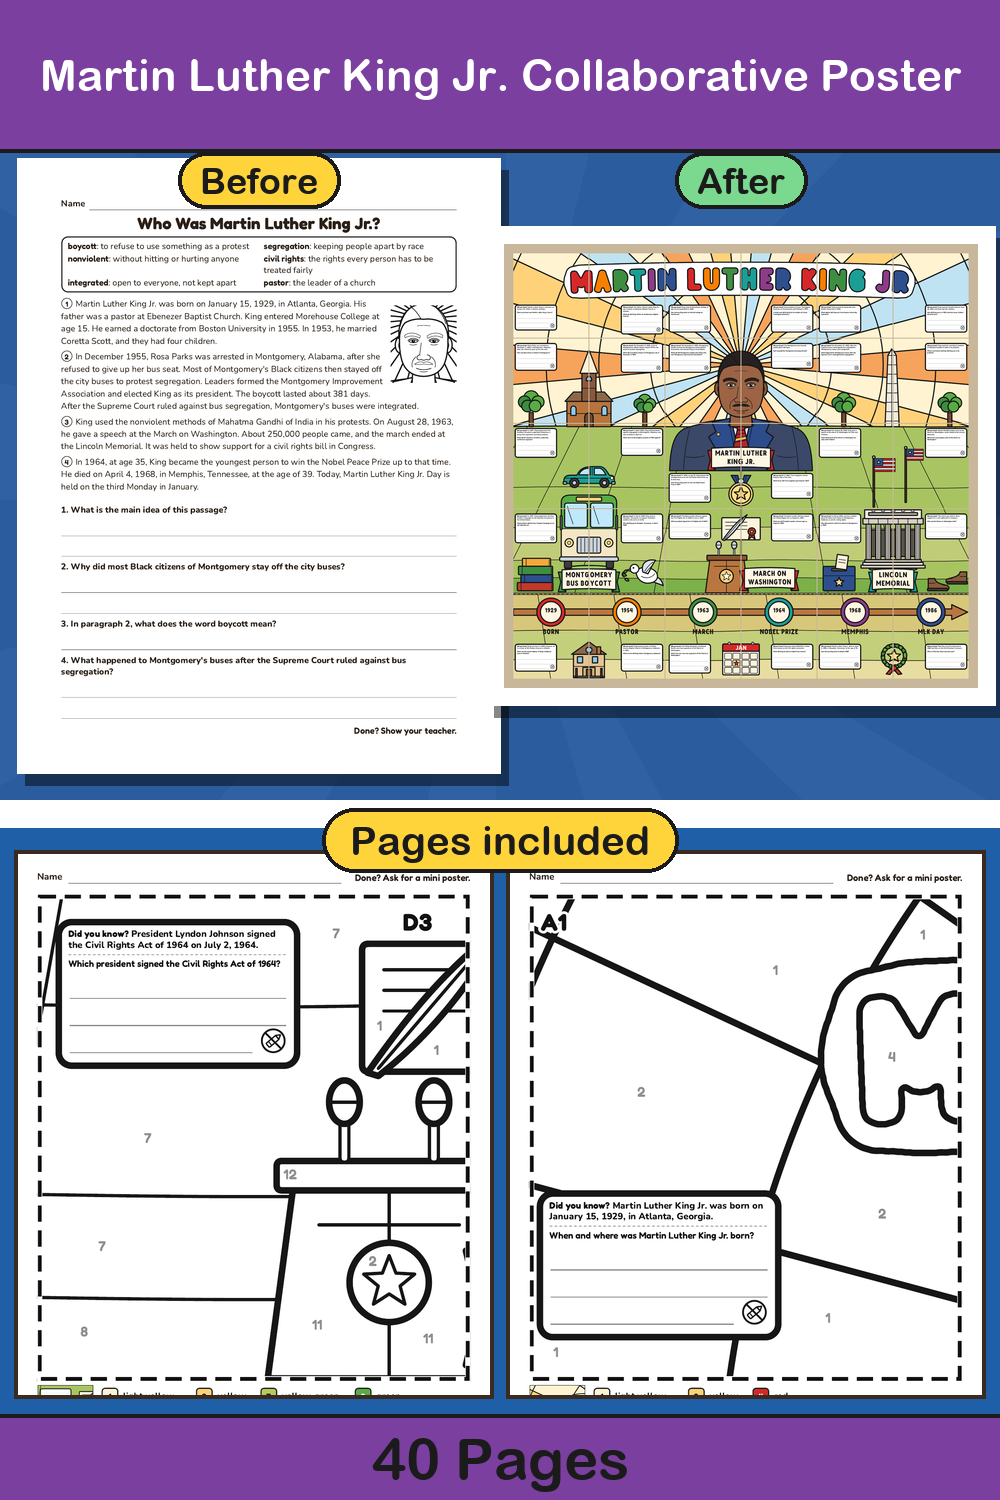 Martin Luther King Jr. Collaborative Poster
Before
After
Name
Who Was Martin Luther King Jr.?
boycott: to refuse to use something as a protest
nonviolent: without hitting or hurting anyone
integrated: open to everyone, not kept apart
segregation: keeping people apart by race
civil rights: the rights every person has to be
treated fairly
pastor: the leader of a church
1 Martin Luther King Jr. was born on January 15, 1929, in Atlanta, Georgia. His
father was a pastor at Ebenezer Baptist Church. King entered Morehouse College at
age 15. He earned a doctorate from Boston University in 1955. In 1953, he married
Coretta Scott, and they had four children.
2 In December 1955, Rosa Parks was arrested in Montgomery, Alabama, after she
refused to give up her bus seat. Most of Montgomery's Black citizens then stayed off
the city buses to protest segregation. Leaders formed the Montgomery Improvement
Association and elected King as its president. The boycott lasted about 381 days.
After the Supreme Court ruled against bus segregation, Montgomery's buses were integrated.
3 King used the nonviolent methods of Mahatma Gandhi of India in his protests. On August 28, 1963,
he gave a speech at the March on Washington. About 250,000 people came, and the march ended at
the Lincoln Memorial. It was held to show support for a civil rights bill in Congress.
4 In 1964, at age 35, King became the youngest person to win the Nobel Peace Prize up to that time.
He died on April 4, 1968, in Memphis, Tennessee, at the age of 39. Today, Martin Luther King Jr. Day is
held on the third Monday in January.
1. What is the main idea of this passage?
2. Why did most Black citizens of Montgomery stay off the city buses?
3. In paragraph 2, what does the word boycott mean?
4. What happened to Montgomery's buses after the Supreme Court ruled against bus
segregation?
Done? Show your teacher.
MARTIN LUTHER KING JR
MARTIN LUTHER
KING JR.
MONTGOMERY
BUS BOYCOTT
MARCH ON
WASHINGTON
LINCOLN
MEMORIAL
1929
1954
1963
1964
1968
1986
BORN
PASTOR
MARCH
NOBEL PRIZE
MEMPHIS
MLK DAY
JAN
Pages included
Name
Done? Ask for a mini poster.
D3
Did you know? President Lyndon Johnson signed
the Civil Rights Act of 1964 on July 2, 1964.
Which president signed the Civil Rights Act of 1964?
7
1
1
7
12
7
2
8
11
11
Name
Done? Ask for a mini poster.
A1
1
1
4
2
Did you know? Martin Luther King Jr. was born on
January 15, 1929, in Atlanta, Georgia.
When and where was Martin Luther King Jr. born?
2
1
1
40 Pages